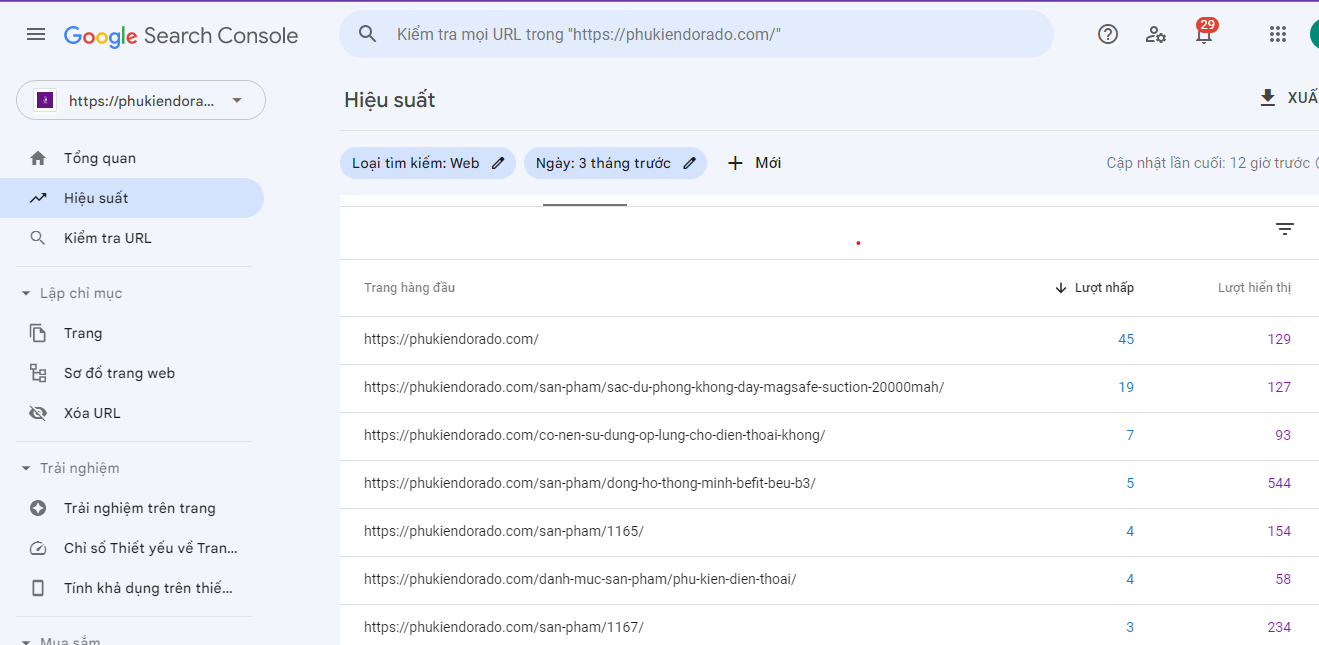 Google Search Console
Kiểm tra mọi URL trong "https://phukiendorado.com/"
29
https://phukiendora...
Hiệu suất
XUẤ
Tổng quan
Loại tìm kiếm: Web
Ngày: 3 tháng trước
Mới
Cập nhật lần cuối: 12 giờ trước
Hiệu suất
Kiểm tra URL
Lập chỉ mục
Trang hàng đầu
Lượt nhấp
Lượt hiển thị
Trang
https://phukiendorado.com/
45
129
Sơ đồ trang web
https://phukiendorado.com/san-pham/sac-du-phong-khong-day-magsafe-suction-20000mah/
19
127
Xóa URL
https://phukiendorado.com/co-nen-su-dung-op-lung-cho-dien-thoai-khong/
7
93
Trải nghiệm
https://phukiendorado.com/san-pham/dong-ho-thong-minh-befit-beu-b3/
5
544
Trải nghiệm trên trang
https://phukiendorado.com/san-pham/1165/
4
154
Chỉ số Thiết yếu về Tran...
https://phukiendorado.com/danh-muc-san-pham/phu-kien-dien-thoai/
4
58
Tính khả dụng trên thiế...
https://phukiendorado.com/san-pham/1167/
3
234
Mua sắm